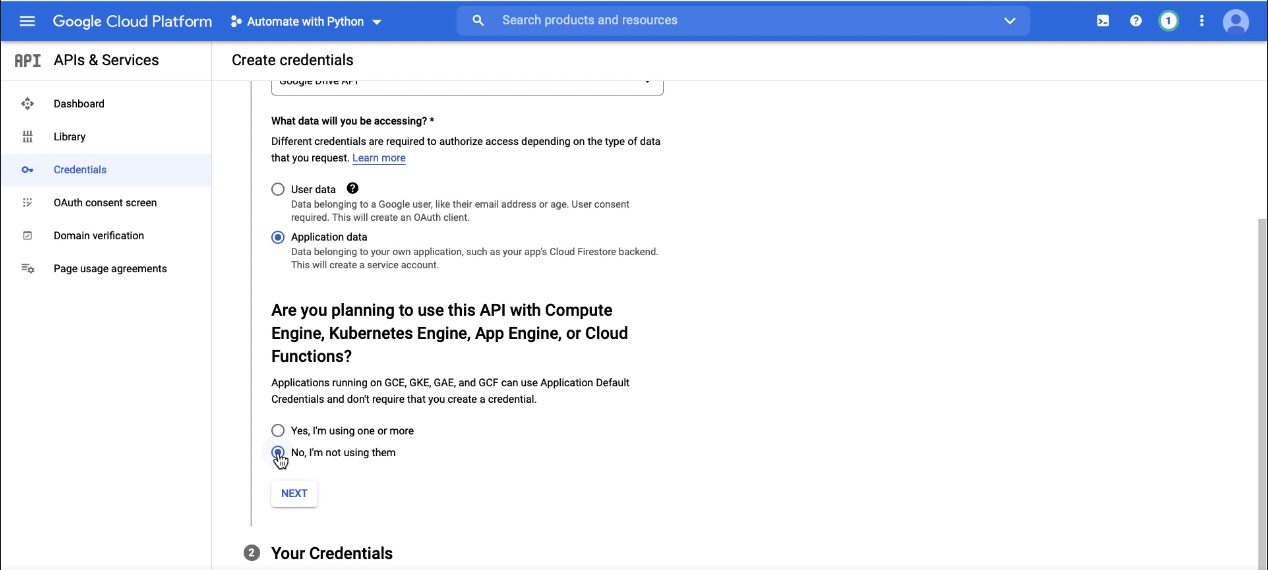 Google Cloud Platform
Automate with Python
Search products and resources
1
API APIs & Services
Create credentials
Dashboard
Library
Credentials
OAuth consent screen
Domain verification
Page usage agreements
Google Drive API
What data will you be accessing? *
Different credentials are required to authorize access depending on the type of data
that you request. Learn more
User data
Data belonging to a Google user, like their email address or age. User consent
required. This will create an OAuth client.
Application data
Data belonging to your own application, such as your app's Cloud Firestore backend.
This will create a service account.
Are you planning to use this API with Compute
Engine, Kubernetes Engine, App Engine, or Cloud
Functions?
Applications running on GCE, GKE, GAE, and GCF can use Application Default
Credentials and don't require that you create a credential.
Yes, I'm using one or more
No, I'm not using them
NEXT
2 Your Credentials